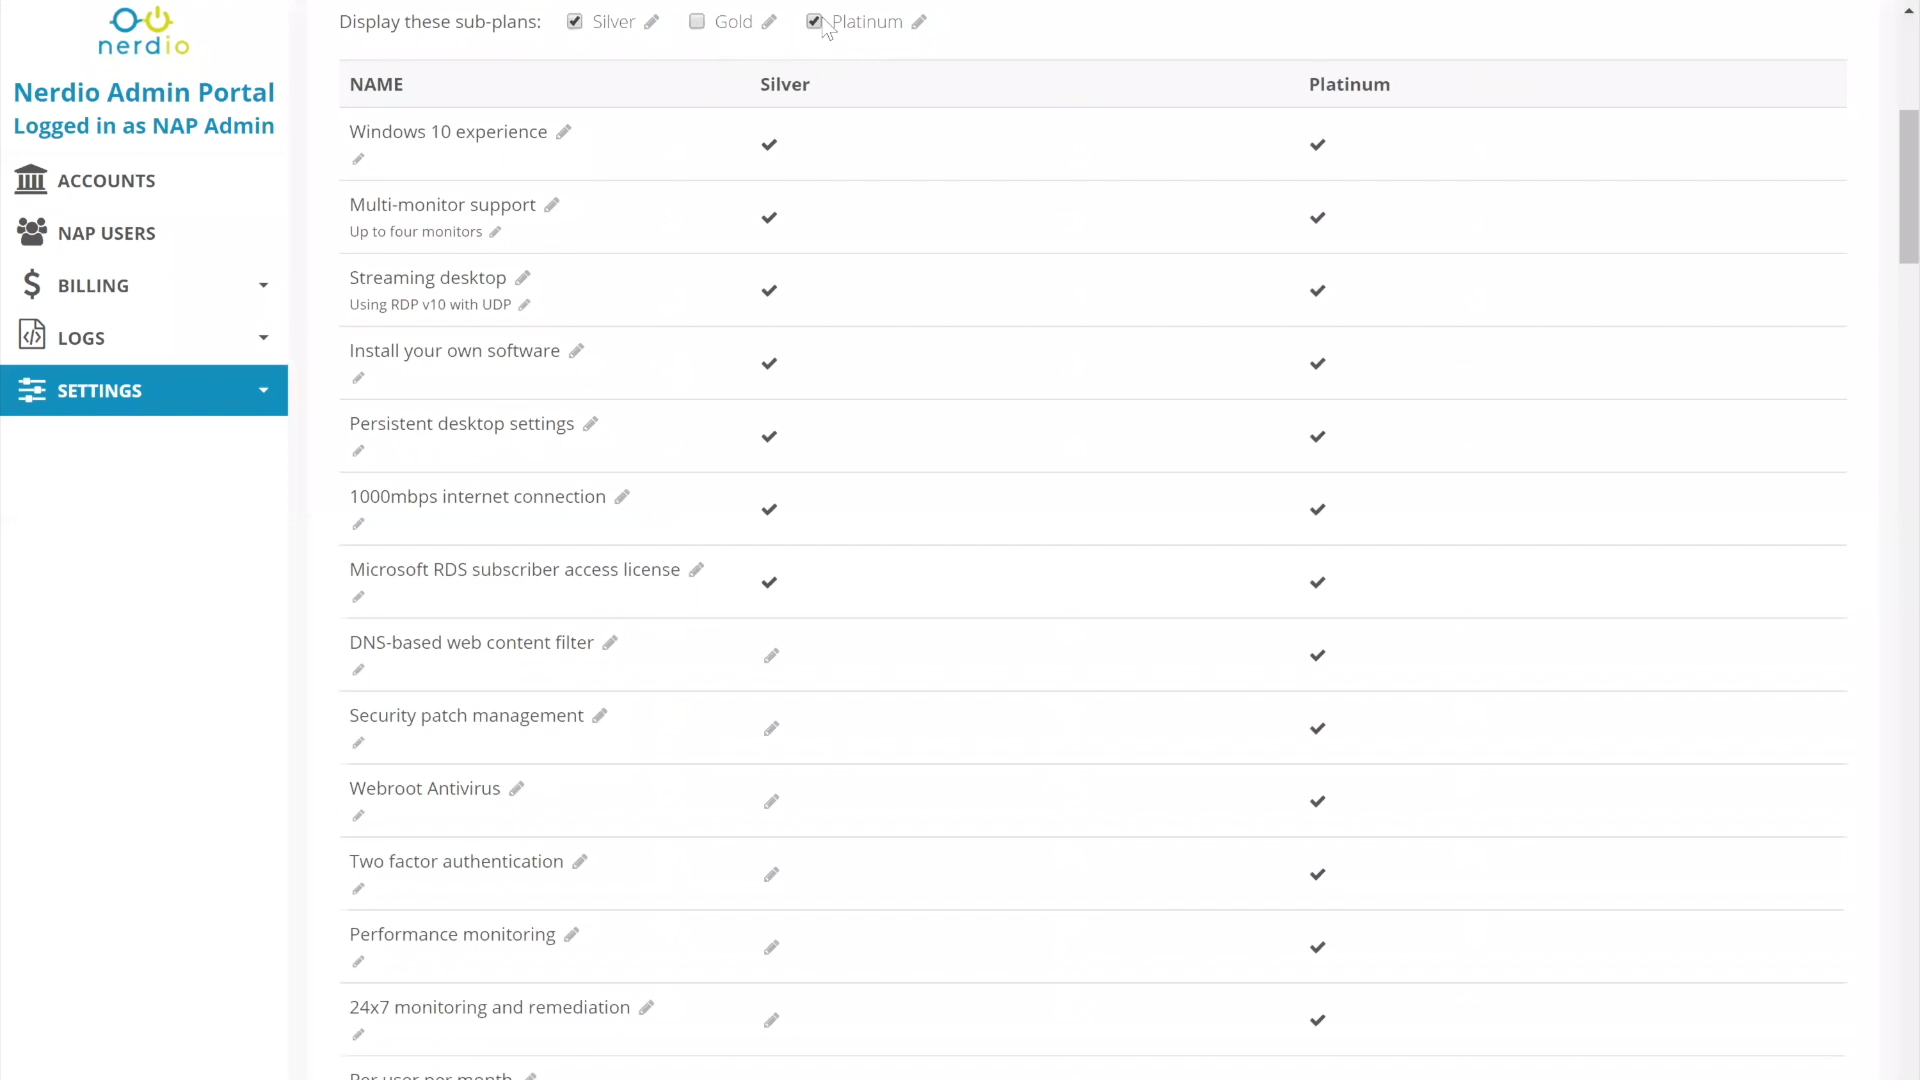 Display these sub-plans: Silver Gold Platinum
nerdio
Nerdio Admin Portal
Logged in as NAP Admin
ACCOUNTS
NAP USERS
BILLING
LOGS
SETTINGS
NAME Silver Platinum
Windows 10 experience
Multi-monitor support
Up to four monitors
Streaming desktop
Using RDP v10 with UDP
Install your own software
Persistent desktop settings
1000mbps internet connection
Microsoft RDS subscriber access license
DNS-based web content filter
Security patch management
Webroot Antivirus
Two factor authentication
Performance monitoring
24x7 monitoring and remediation
Per user per month